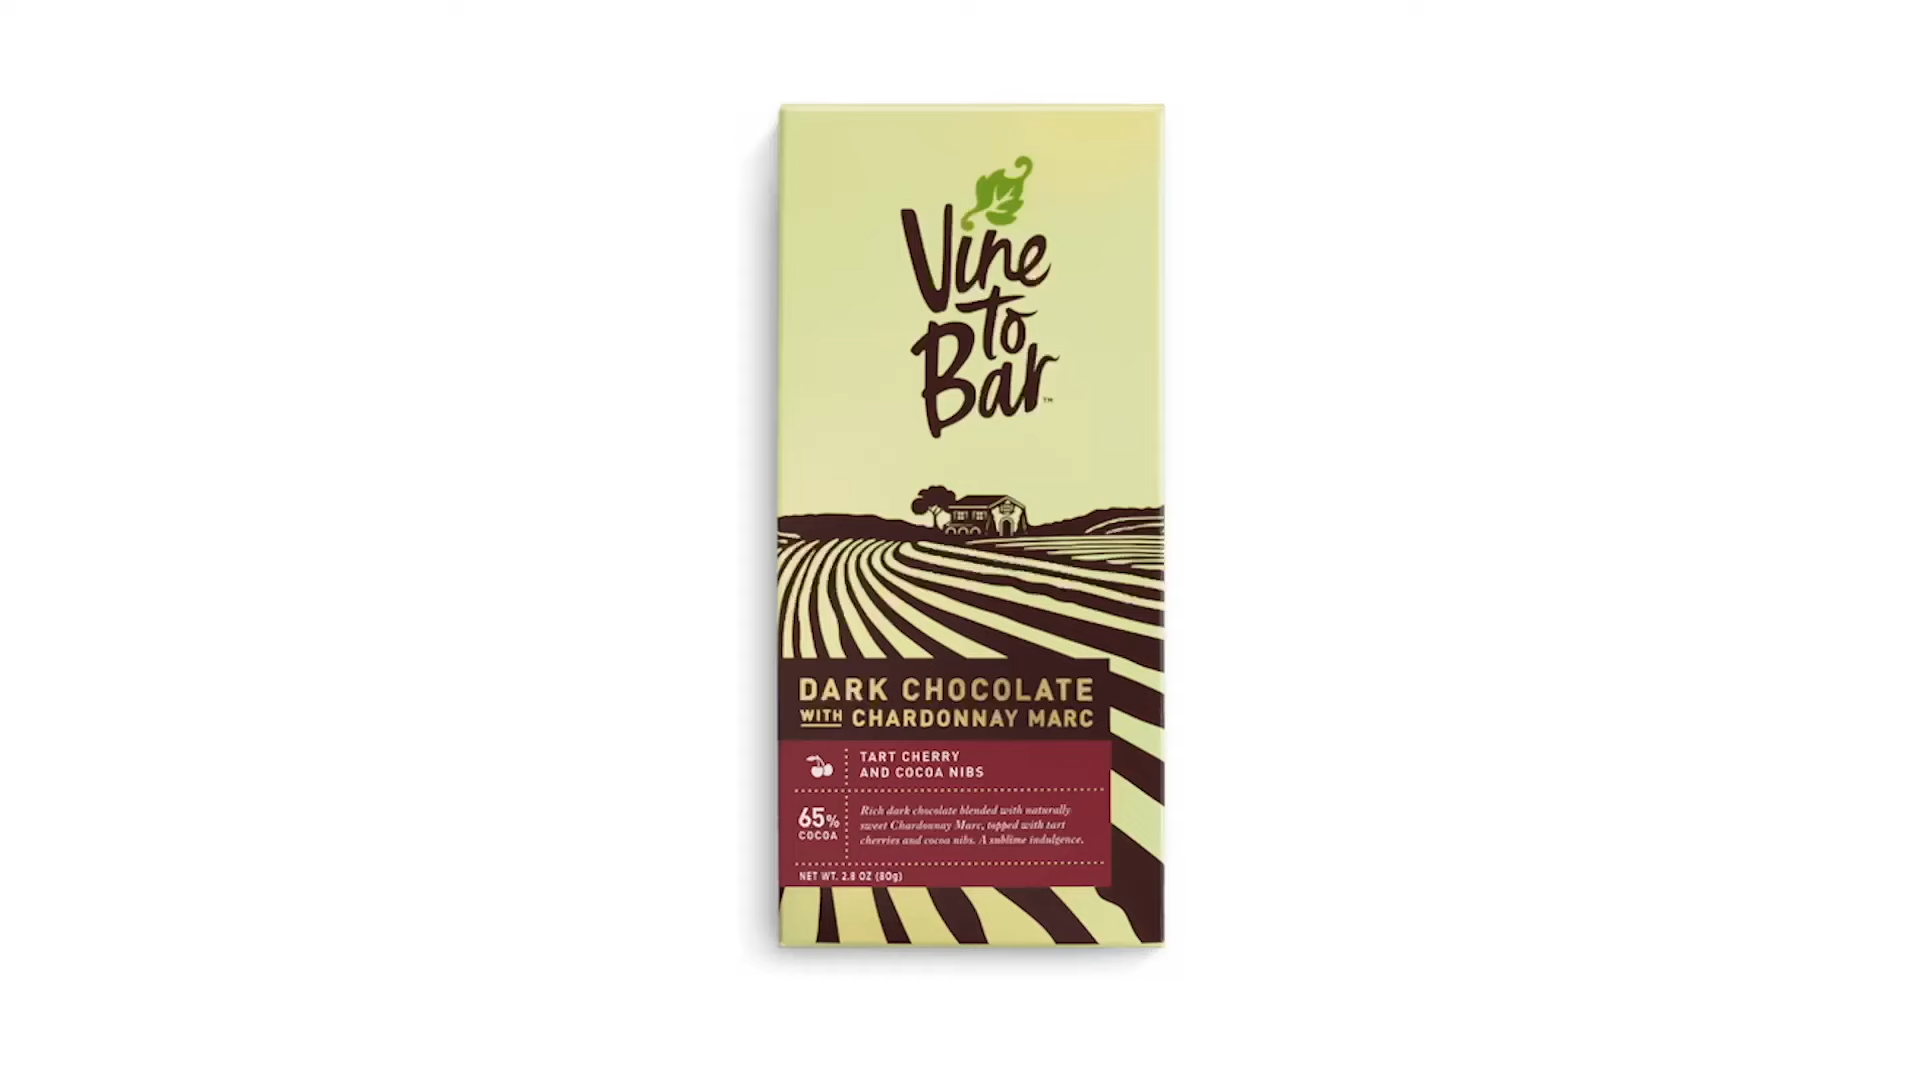 Vine
to
Bar™
DARK CHOCOLATE
WITH CHARDONNAY MARC
TART CHERRY
AND COCOA NIBS
65%
COCOA
Rich dark chocolate blended with naturally
sweet Chardonnay Marc, topped with tart
cherries and cocoa nibs. A sublime indulgence.
NET WT. 2.8 OZ (80g)